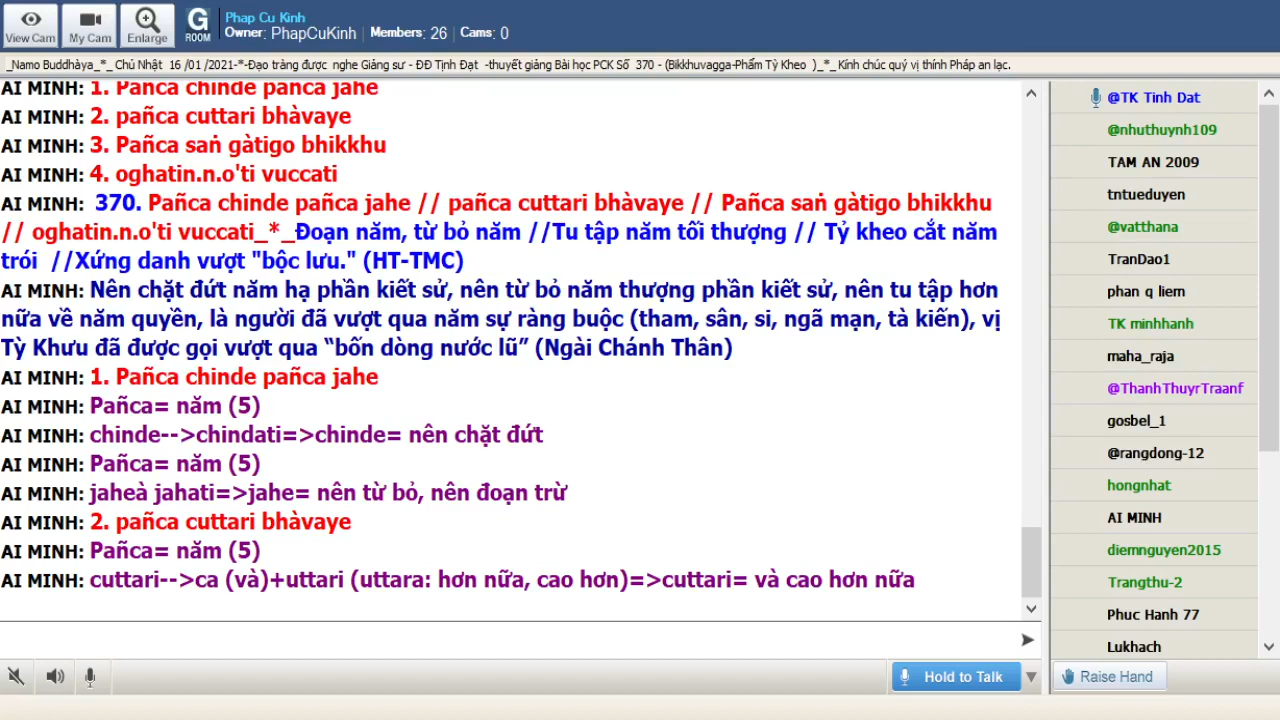 View Cam
My Cam
Enlarge
G
ROOM
Phap Cu Kinh
Owner: PhapCuKinh | Members: 26 | Cams: 0
_Namo Buddhàya_*_ Chủ Nhật 16 /01 /2021-*-Đạo tràng được nghe Giảng sư - ĐĐ Tịnh Đạt -thuyết giảng Bài học PCK Số 370 - (Bikkhuvagga-Phẩm Tỳ Kheo )_*_ Kính chúc quý vị thính Pháp an lạc.
AI MINH: 1. Pañca chinde pañca jahe
AI MINH: 2. pañca cuttari bhàvaye
AI MINH: 3. Pañca saṅ gàtigo bhikkhu
AI MINH: 4. oghatin.n.o'ti vuccati
AI MINH: 370. Pañca chinde pañca jahe // pañca cuttari bhàvaye // Pañca saṅ gàtigo bhikkhu
// oghatin.n.o'ti vuccati_*_Đoạn năm, từ bỏ năm //Tu tập năm tối thượng // Tỷ kheo cắt năm
trói //Xứng danh vượt "bộc lưu." (HT-TMC)
AI MINH: Nên chặt đứt năm hạ phần kiết sử, nên từ bỏ năm thượng phần kiết sử, nên tu tập hơn
nữa về năm quyền, là người đã vượt qua năm sự ràng buộc (tham, sân, si, ngã mạn, tà kiến), vị
Tỳ Khưu đã được gọi vượt qua “bốn dòng nước lũ” (Ngài Chánh Thân)
AI MINH: 1. Pañca chinde pañca jahe
AI MINH: Pañca= năm (5)
AI MINH: chinde-->chindati=>chinde= nên chặt đứt
AI MINH: Pañca= năm (5)
AI MINH: jaheà jahati=>jahe= nên từ bỏ, nên đoạn trừ
AI MINH: 2. pañca cuttari bhàvaye
AI MINH: Pañca= năm (5)
AI MINH: cuttari-->ca (và)+uttari (uttara: hơn nữa, cao hơn)=>cuttari= và cao hơn nữa
@TK Tinh Dat
@nhuthuynh109
TAM AN 2009
tntueduyen
@vatthana
TranDao1
phan q liem
TK minhhanh
maha_raja
@ThanhThuyrTraanf
gosbel_1
@rangdong-12
hongnhat
AI MINH
diemnguyen2015
Trangthu-2
Phuc Hanh 77
Lukhach
Hold to Talk
Raise Hand